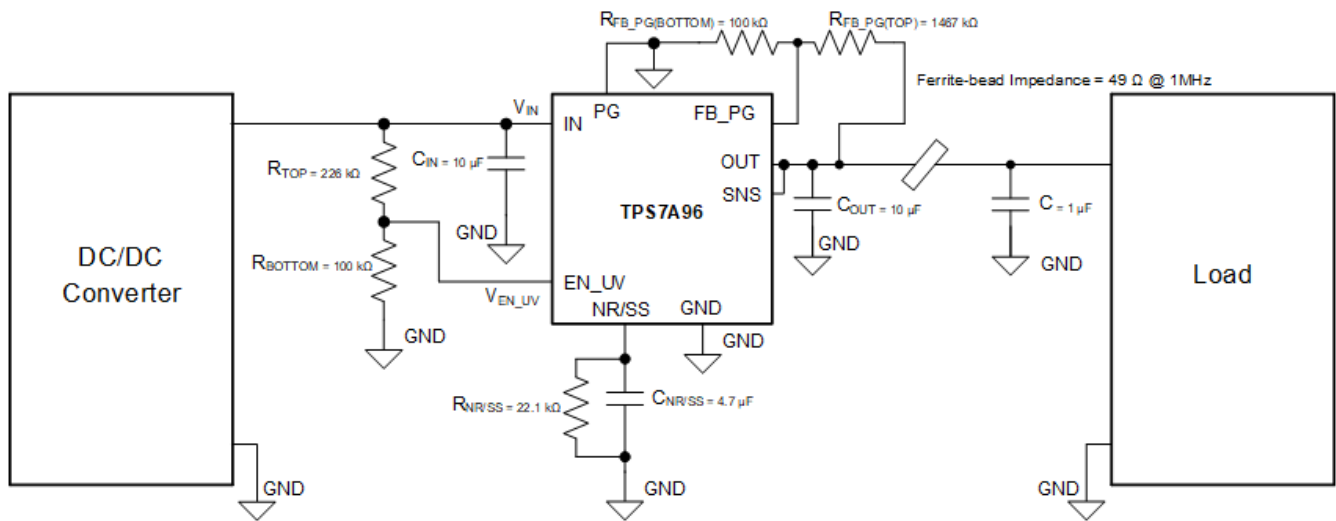 RFB_PG(BOTTOM) = 100 kΩ
RFB_PG(TOP) = 1467 kΩ
Ferrite-bead Impedance = 49 Ω @ 1MHz
VIN
IN
PG
FB_PG
RTOP = 226 kΩ
CIN = 10 µF
OUT
SNS
TPS7A96
COUT = 10 µF
C = 1 µF
GND
DC/DC
Converter
RBOTTOM = 100 kΩ
GND
GND
Load
VEN_UV
EN_UV
NR/SS
GND
GND
GND
RNR/SS = 22.1 kΩ
CNR/SS = 4.7 µF
GND
GND
GND